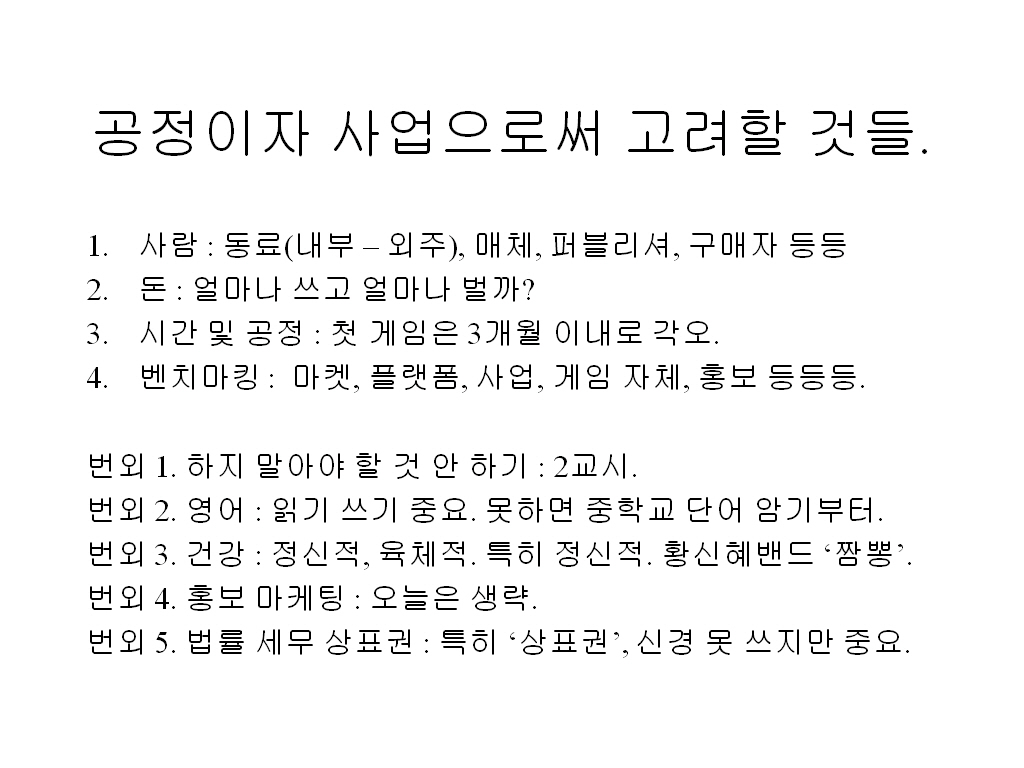 공정이자 사업으로써 고려할 것들.
1. 사람 : 동료(내부 – 외주), 매체, 퍼블리셔, 구매자 등등
2. 돈 : 얼마나 쓰고 얼마나 벌까?
3. 시간 및 공정 : 첫 게임은 3개월 이내로 각오.
4. 벤치마킹 : 마켓, 플랫폼, 사업, 게임 자체, 홍보 등등등.
번외 1. 하지 말아야 할 것 안 하기 : 2교시.
번외 2. 영어 : 읽기 쓰기 중요. 못하면 중학교 단어 암기부터.
번외 3. 건강 : 정신적, 육체적. 특히 정신적. 황신혜밴드 ‘짬뽕’.
번외 4. 홍보 마케팅 : 오늘은 생략.
번외 5. 법률 세무 상표권 : 특히 ‘상표권’, 신경 못 쓰지만 중요.